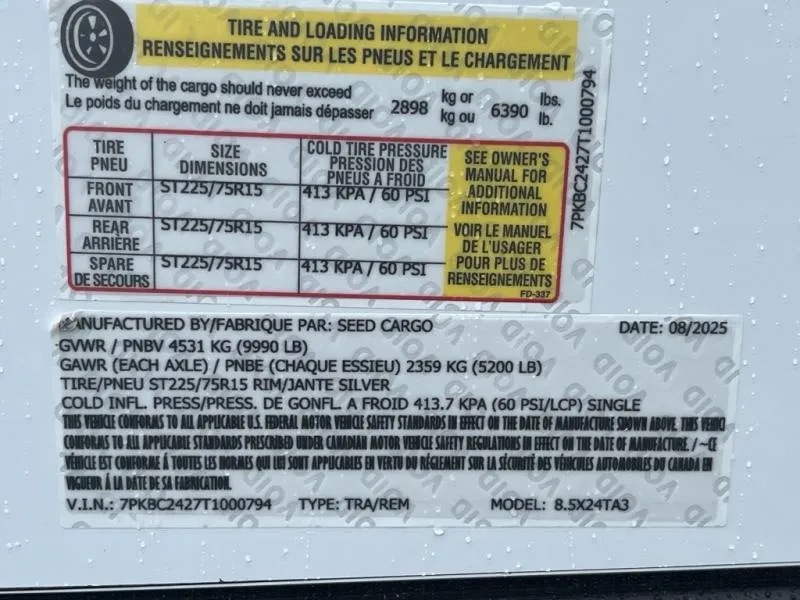 TIRE AND LOADING INFORMATION
RENSEIGNEMENTS SUR LES PNEUS ET LE CHARGEMENT
The weight of the cargo should never exceed 2898 kg or 6390 lbs.
Le poids du chargement ne doit jamais dépasser kg ou lb.
TIRE PNEU SIZE DIMENSIONS COLD TIRE PRESSURE PRESSION DES PNEUS A FROID
FRONT AVANT ST225/75R15 413 KPA / 60 PSI
REAR ARRIÈRE ST225/75R15 413 KPA / 60 PSI
SPARE DE SECOURS ST225/75R15 413 KPA / 60 PSI
SEE OWNER'S
MANUAL FOR
ADDITIONAL
INFORMATION
VOIR LE MANUEL
DE L'USAGER
POUR PLUS DE
RENSEIGNEMENTS
FD-337
7PKBC2427T1000794
MANUFACTURED BY/FABRIQUE PAR: SEED CARGO DATE: 08/2025
GVWR / PNBV 4531 KG (9990 LB)
GAWR (EACH AXLE) / PNBE (CHAQUE ESSIEU) 2359 KG (5200 LB)
TIRE/PNEU ST225/75R15 RIM/JANTE SILVER
COLD INFL. PRESS/PRESS. DE GONFL. A FROID 413.7 KPA (60 PSI/LCP) SINGLE
THIS VEHICLE CONFORMS TO ALL APPLICABLE U.S. FEDERAL MOTOR VEHICLE SAFETY STANDARDS IN EFFECT ON THE DATE OF MANUFACTURE SHOWN ABOVE. THIS VEHICL
CONFORMS TO ALL APPLICABLE STANDARDS PRESCRIBED UNDER CANADIAN MOTOR VEHICLE SAFETY REGULATIONS IN EFFECT ON THE DATE OF MANUFACTURE. / ~CE
VÉHICLE EST CONFORME À TOUTES LES NORMES QUI LUI SONT APPLICABLES EN VERTU DU RÈGLEMENT SUR LA SÉCURITÉ DES VÉHICULES AUTOMOBILES DU CANADA EN
VIGUEUR À LA DATE DE SA FABRICATION.
V.I.N.: 7PKBC2427T1000794 TYPE: TRA/REM MODEL: 8.5X24TA3
VOID